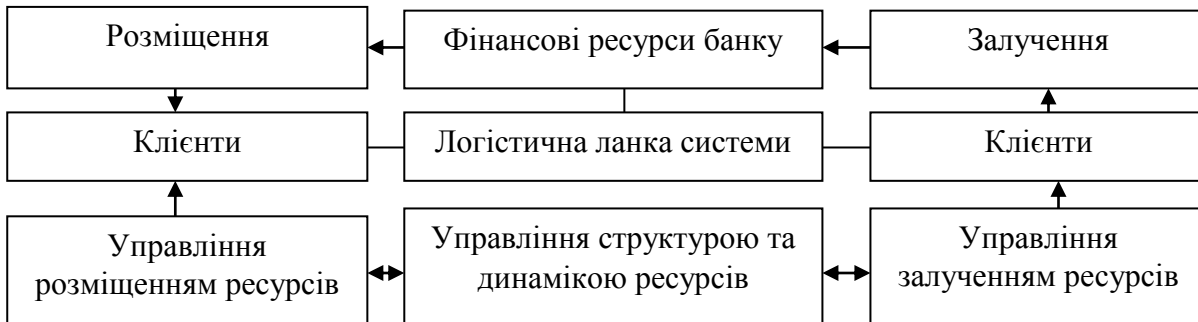 Розміщення
Фінансові ресурси банку
Залучення
Клієнти
Логістична ланка системи
Клієнти
Управління
розміщенням ресурсів
Управління структурою та
динамікою ресурсів
Управління
залученням ресурсів